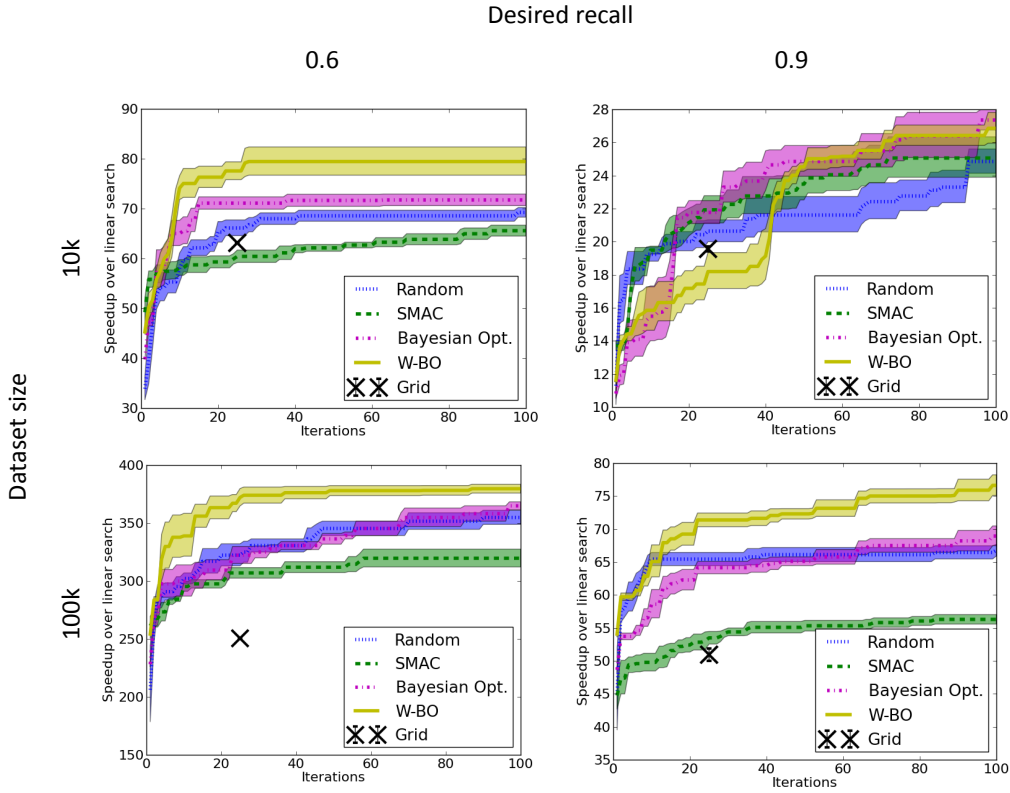 Desired recall
0.6
0.9
Dataset size
10k
Speedup over linear search
90
80
70
60
50
40
30
0 20 40 60 80 100
Iterations
Random
SMAC
Bayesian Opt.
W-BO
Grid
Speedup over linear search
28
26
24
22
20
18
16
14
12
10
0 20 40 60 80 100
Iterations
Random
SMAC
Bayesian Opt.
W-BO
Grid
100k
Speedup over linear search
400
350
300
250
200
150
0 20 40 60 80 100
Iterations
Random
SMAC
Bayesian Opt.
W-BO
Grid
Speedup over linear search
80
75
70
65
60
55
50
45
40
35
0 20 40 60 80 100
Iterations
Random
SMAC
Bayesian Opt.
W-BO
Grid